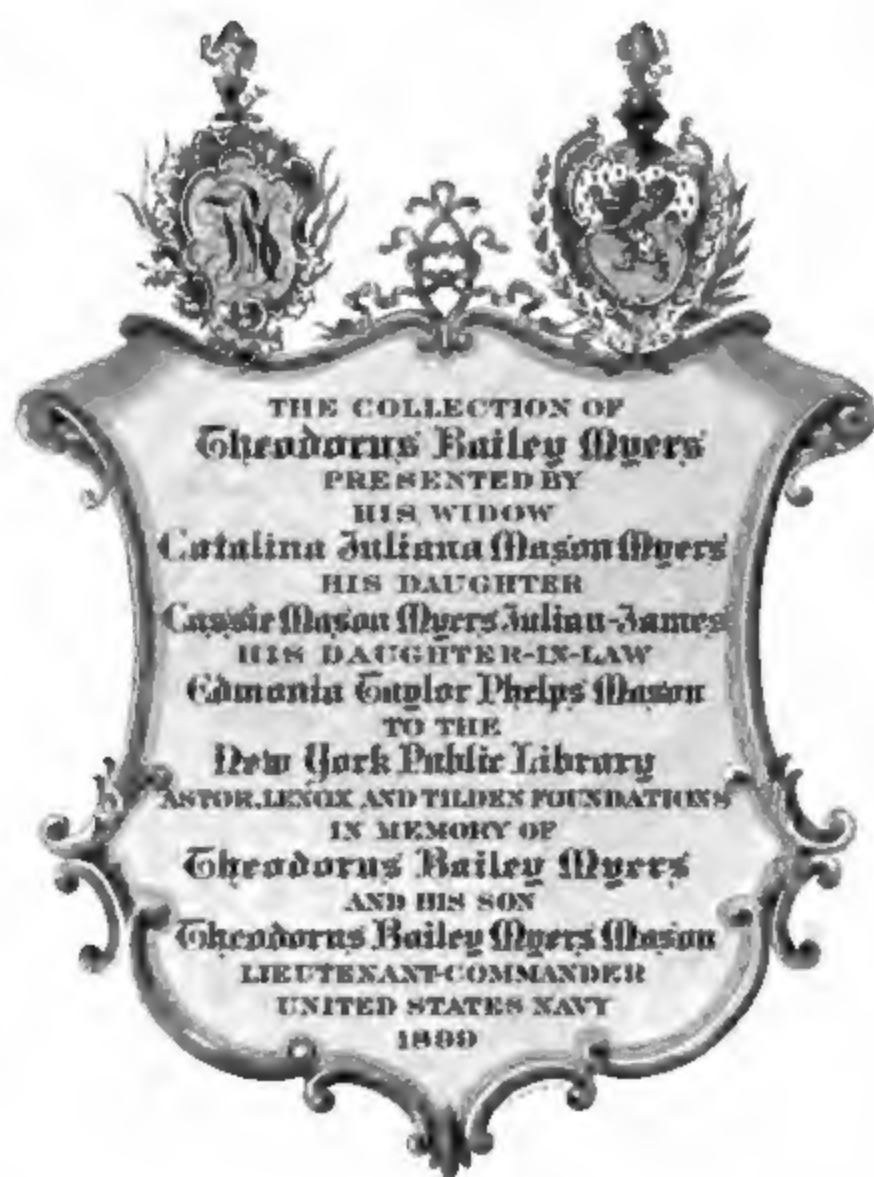 THE COLLECTION OF
Theodorus Bailey Myers
PRESENTED BY
HIS WIDOW
Catalina Juliana Mason Myers
HIS DAUGHTER
Cassie Mason Myers Julian-James
HIS DAUGHTER-IN-LAW
Edmonia Taylor Phelps Mason
TO THE
New York Public Library
ASTOR, LENOX AND TILDEN FOUNDATIONS
IN MEMORY OF
Theodorus Bailey Myers
AND HIS SON
Theodorus Bailey Myers Mason
LIEUTENANT-COMMANDER
UNITED STATES NAVY
1899